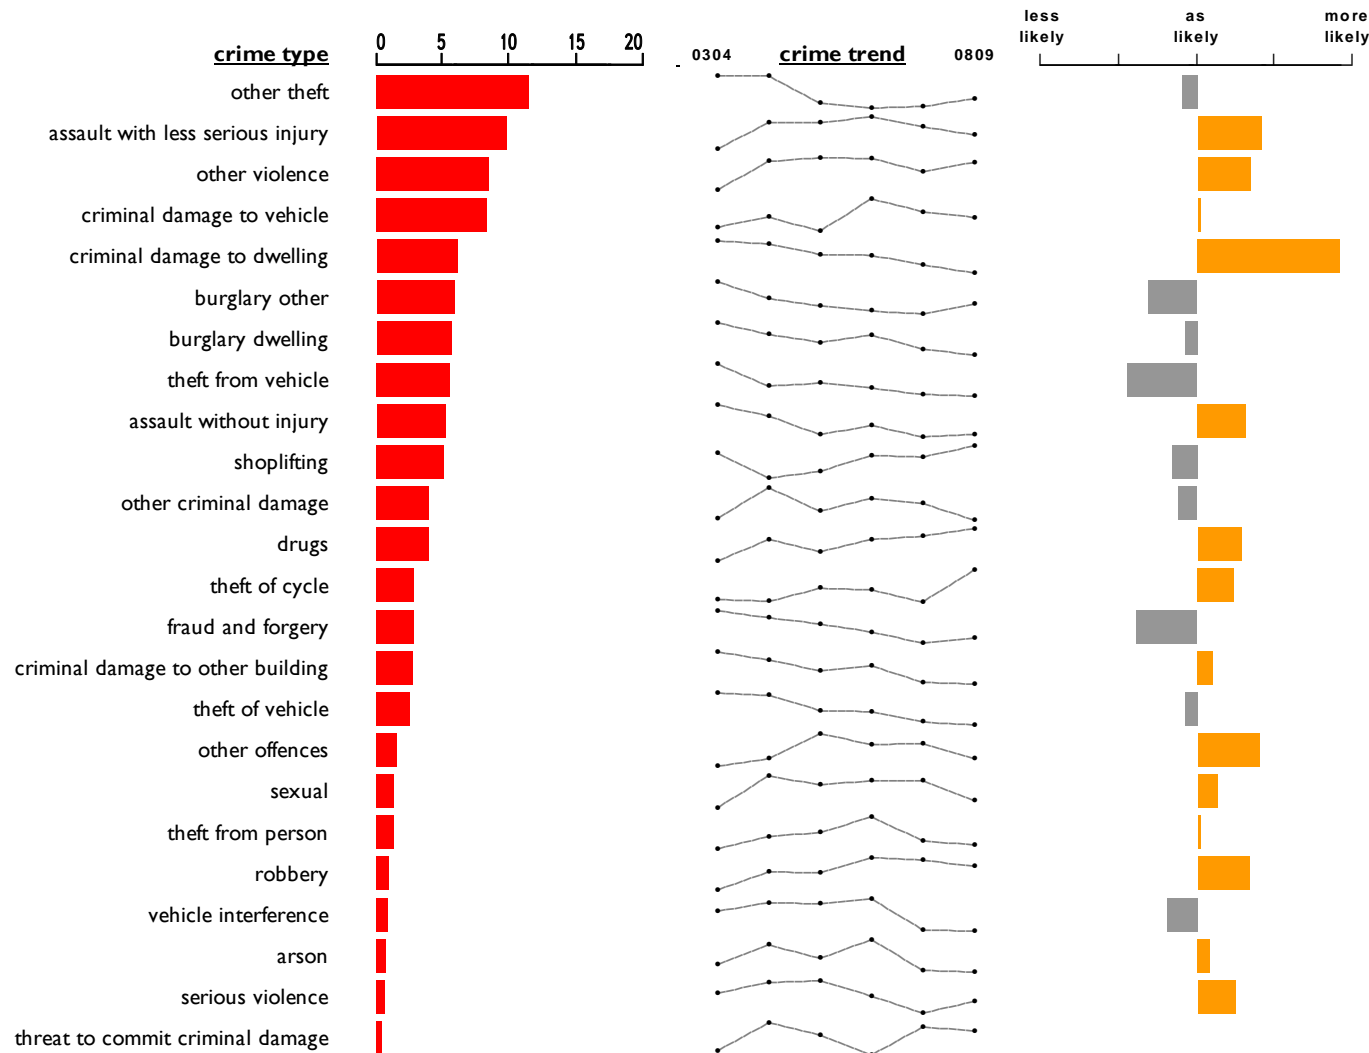 less as more
likely likely likely
crime type 0 5 10 15 20 0304 crime trend 0809
other theft
assault with less serious injury
other violence
criminal damage to vehicle
criminal damage to dwelling
burglary other
burglary dwelling
theft from vehicle
assault without injury
shoplifting
other criminal damage
drugs
theft of cycle
fraud and forgery
criminal damage to other building
theft of vehicle
other offences
sexual
theft from person
robbery
vehicle interference
arson
serious violence
threat to commit criminal damage